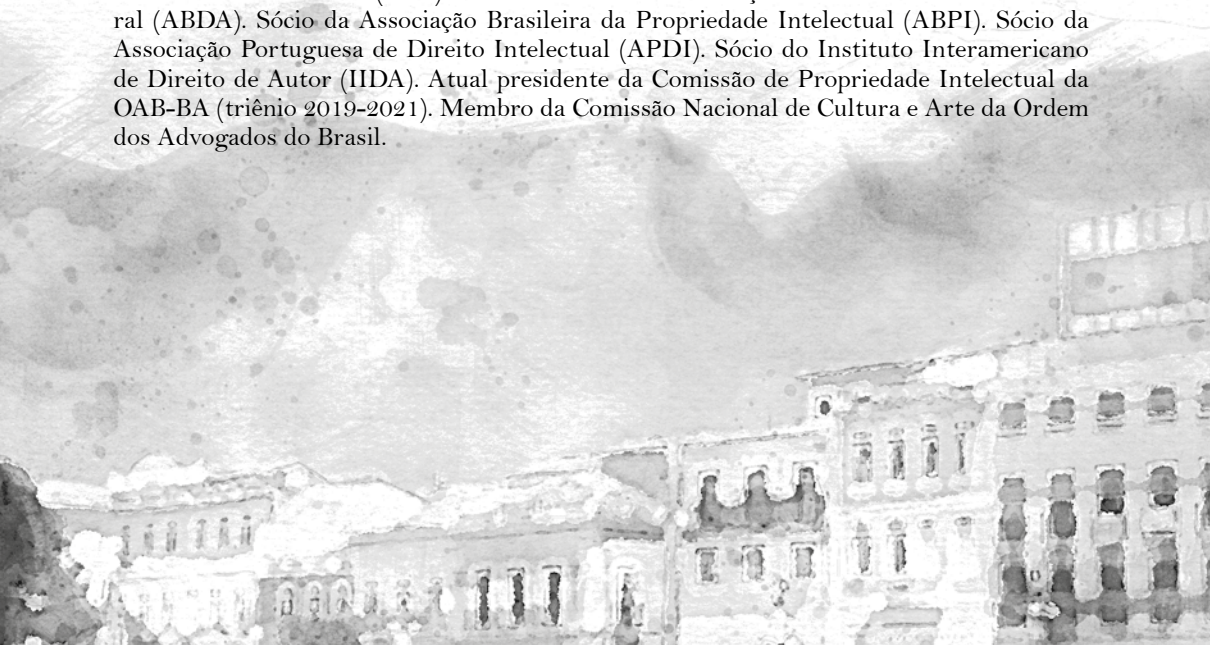 ral (ABDA). Sócio da Associação Brasileira da Propriedade Intelectual (ABPI). Sócio da
Associação Portuguesa de Direito Intelectual (APDI). Sócio do Instituto Interamericano
de Direito de Autor (IIDA). Atual presidente da Comissão de Propriedade Intelectual da
OAB-BA (triênio 2019-2021). Membro da Comissão Nacional de Cultura e Arte da Ordem
dos Advogados do Brasil.